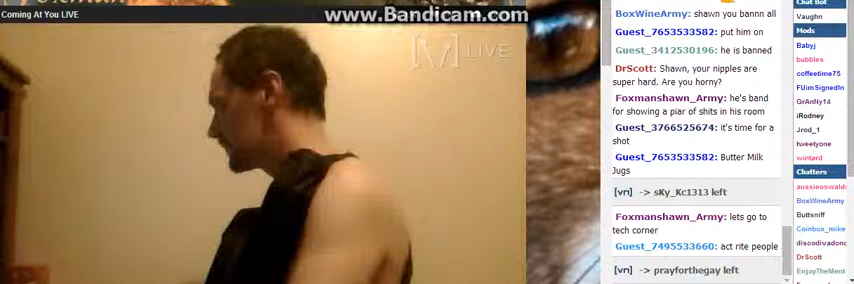 Coming At You LIVE
www.Bandicam.com
LIVE
BoxWineArmy: shawn you bannn all
Guest_7653533582: put him on
Guest_3412530196: he is banned
DrScott: Shawn, your nipples are
super hard. Are you horny?
Foxmanshawn_Army: he's band
for showing a piar of shits in his room
Guest_3766525674: it's time for a
shot
Guest_7653533582: Butter Milk
Jugs
[vn] -> sKy_Kc1313 left
Foxmanshawn_Army: lets go to
tech corner
Guest_7495533660: act rite people
[vn] -> prayforthegay left
Chat Bot
Vaughn
Mods
Babyj
bubbles
coffeetime75
FUimSignedIn
GrAnNy14
iRodney
Jrod_1
tweetyone
wintard
Chatters
aussieoswald
BoxWineArmy
Buttsniff
Coinbox_mike
discodivadono
DrScott
EnjoyTheMent